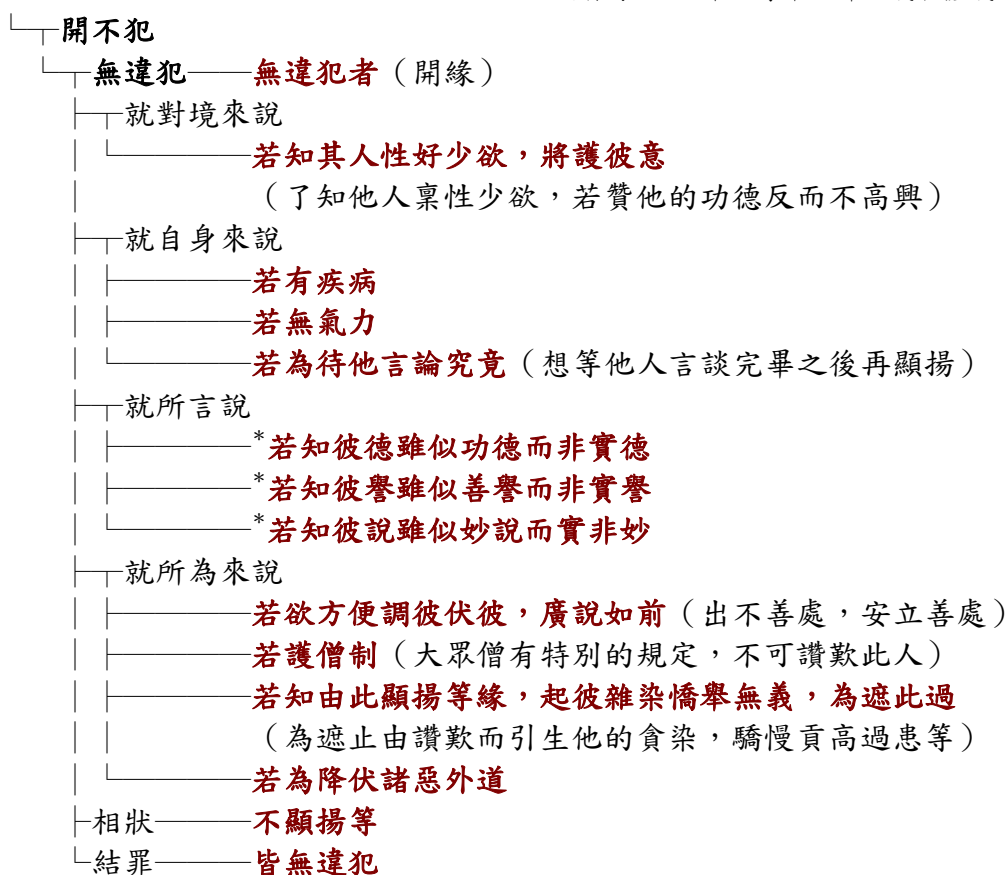 開不犯
無違犯——無違犯者（開緣）
就對境來說
若知其人性好少欲，將護彼意
（了知他人稟性少欲，若贊他的功德反而不高興）
就自身來說
若有疾病
若無氣力
若為待他言論究竟（想等他人言談完畢之後再顯揚）
就所言說
*若知彼德雖似功德而非實德
*若知彼譽雖似善譽而非實譽
*若知彼說雖似妙說而實非妙
就所為來說
若欲方便調彼伏彼，廣說如前（出不善處，安立善處）
若護僧制（大眾僧有特別的規定，不可讚歎此人）
若知由此顯揚等緣，起彼雜染憍舉無義，為遮此過
（為遮止由讚歎而引生他的貪染，驕慢貢高過患等）
若為降伏諸惡外道
相狀——不顯揚等
結罪——皆無違犯